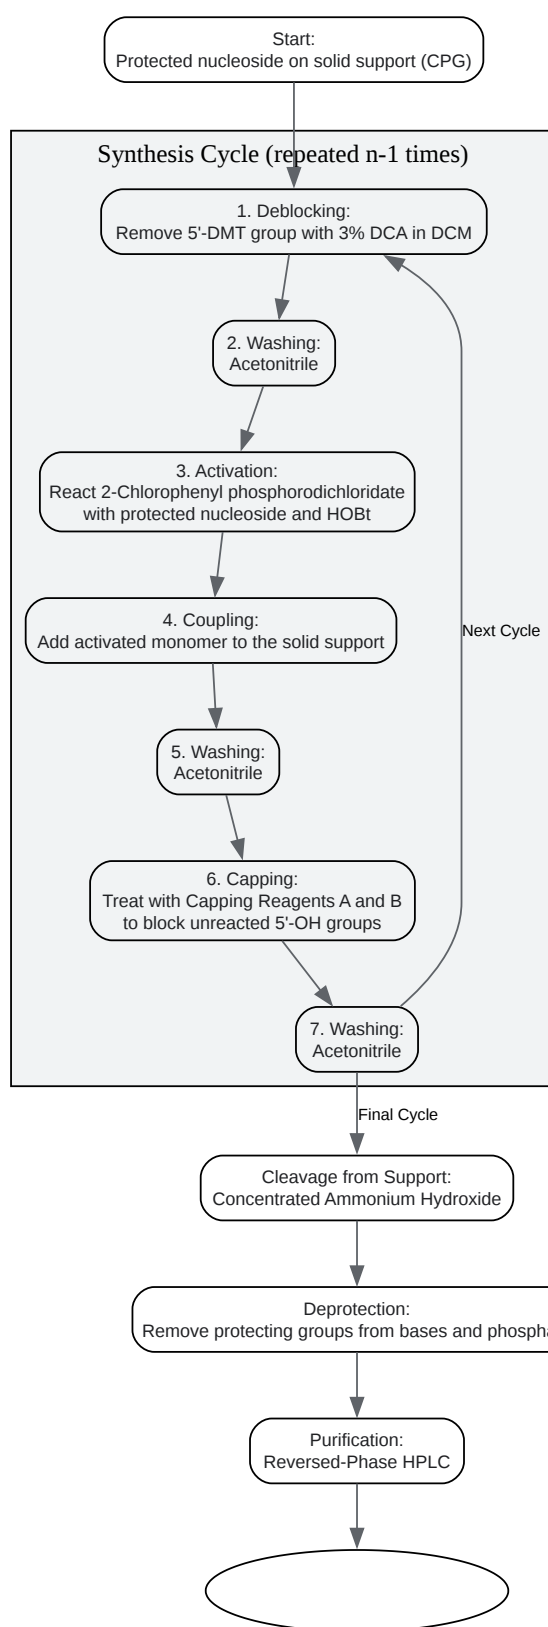 Start:
Protected nucleoside on solid support (CPG)
Synthesis Cycle (repeated n-1 times)
1. Deblocking:
Remove 5'-DMT group with 3% DCA in DCM
2. Washing:
Acetonitrile
3. Activation:
React 2-Chlorophenyl phosphorodichloridate
with protected nucleoside and HOBt
4. Coupling:
Add activated monomer to the solid support
Next Cycle
5. Washing:
Acetonitrile
6. Capping:
Treat with Capping Reagents A and B
to block unreacted 5'-OH groups
7. Washing:
Acetonitrile
Final Cycle
Cleavage from Support:
Concentrated Ammonium Hydroxide
Deprotection:
Remove protecting groups from bases and
Purification:
Reversed-Phase HPLC